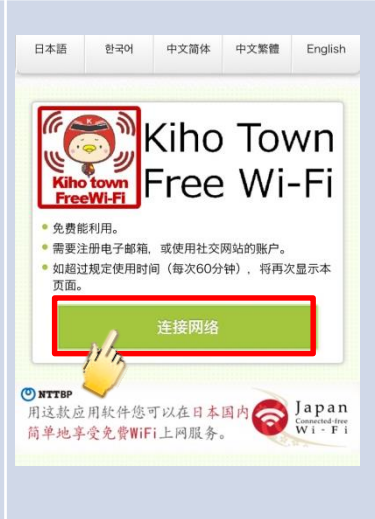 日本語 한국어 中文简体 中文繁體 English
K
Kiho town
FreeWi-Fi
Kiho Town
Free Wi-Fi
免费能利用。
需要注册电子邮箱，或使用社交网站的账户。
如超过规定使用时间（每次60分钟），将再次显示本
页面。
连接网络
NTTBP
用这款应用软件您可以在日本国内
简单地享受免費WiFi上网服务。
Japan
Connected-free
Wi-Fi